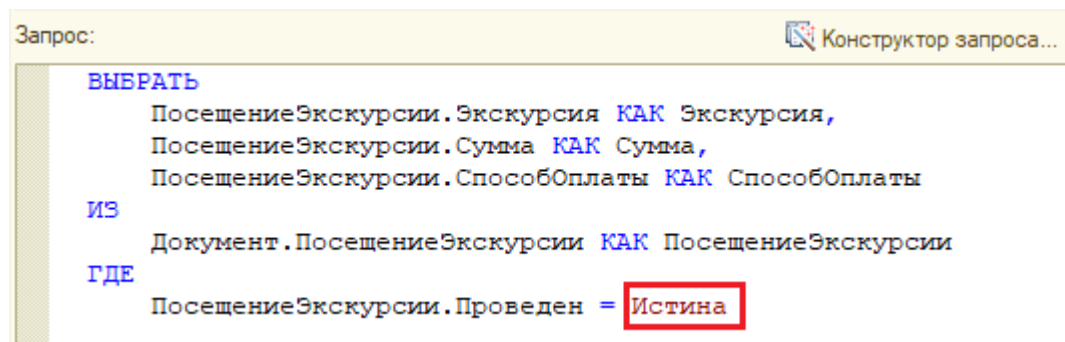 Запрос:
Конструктор запроса...
ВЫБРАТЬ
ПосещениеЭкскурсии.Экскурсия КАК Экскурсия,
ПосещениеЭкскурсии.Сумма КАК Сумма,
ПосещениеЭкскурсии.СпособОплаты КАК СпособОплаты
ИЗ
Документ.ПосещениеЭкскурсии КАК ПосещениеЭкскурсии
ГДЕ
ПосещениеЭкскурсии.Проведен = Истина